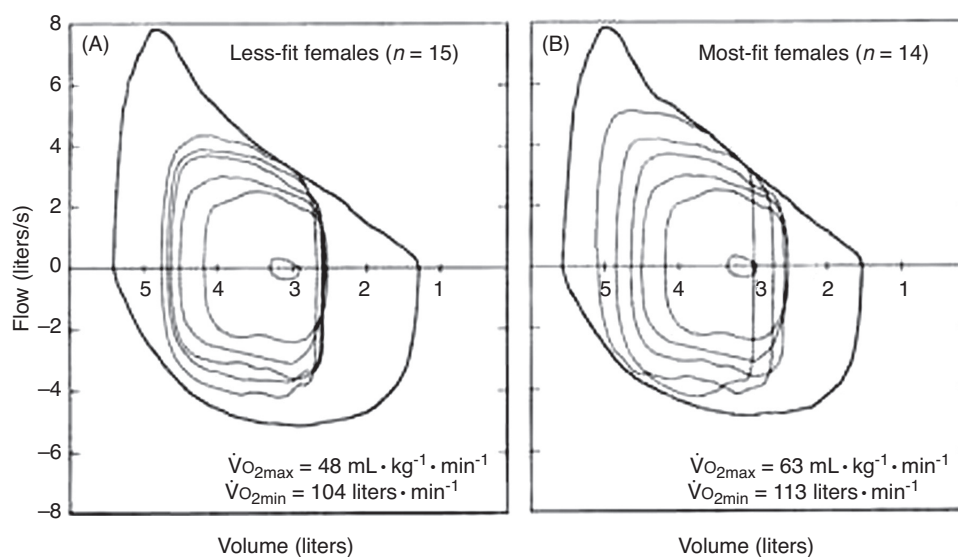 (A) Less-fit females (n = 15)
8
6
4
2
0
–2
–4
–6
–8
Flow (liters/s)
5 4 3 2 1
V̇O2max = 48 mL · kg-1 · min-1
V̇O2min = 104 liters · min-1
Volume (liters)
(B) Most-fit females (n = 14)
5 4 3 2 1
V̇O2max = 63 mL · kg-1 · min-1
V̇O2min = 113 liters · min-1
Volume (liters)